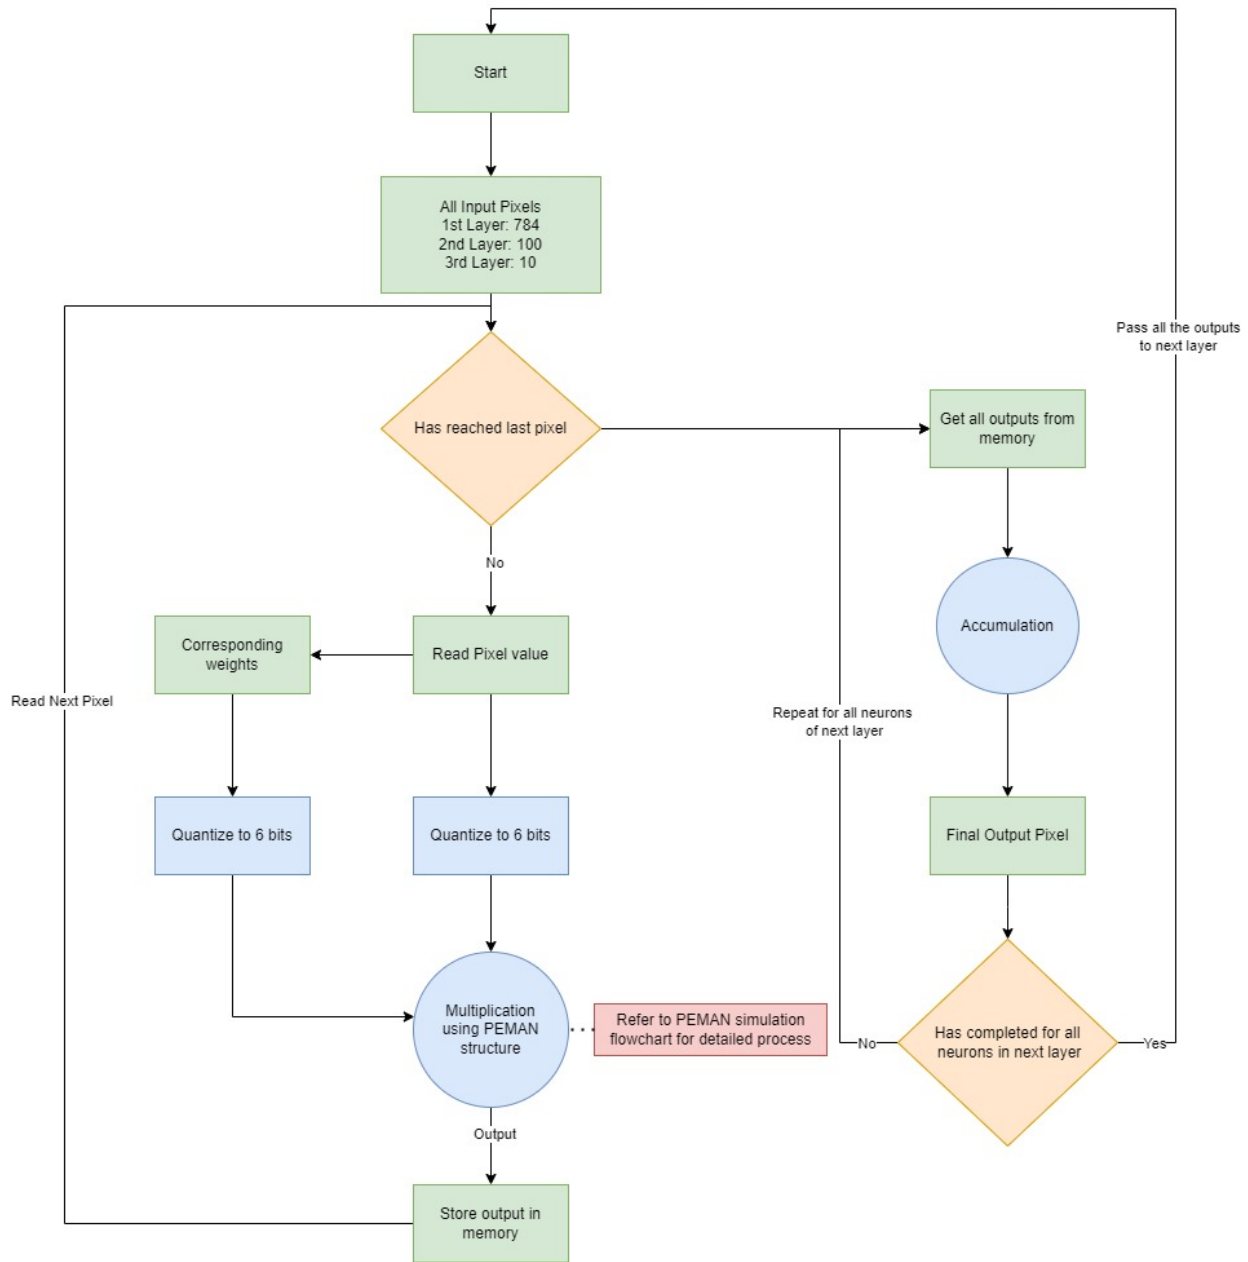 Start
All Input Pixels
1st Layer: 784
2nd Layer: 100
3rd Layer: 10
Pass all the outputs
to next layer
Has reached last pixel
Get all outputs from
memory
No
Corresponding
weights
Read Pixel value
Accumulation
Read Next Pixel
Repeat for all neurons
of next layer
Quantize to 6 bits
Quantize to 6 bits
Final Output Pixel
Multiplication
using PEMAN
structure
Refer to PEMAN simulation
flowchart for detailed process
No
Has completed for all
neurons in next layer
Yes
Output
Store output in
memory